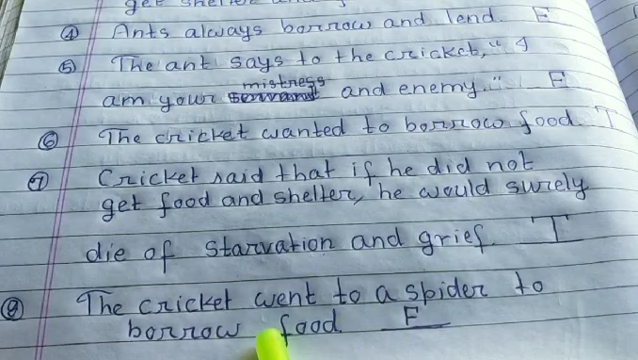 get shelter
④ Ants always borrow and lend. F
⑤ The ant says to the cricket, "I
mistress
am your servant and enemy." F
⑥ The cricket wanted to borrow food. T
⑦ Cricket said that if he did not
get food and shelter, he would surely
die of starvation and grief. T
⑧ The cricket went to a spider to
borrow food F